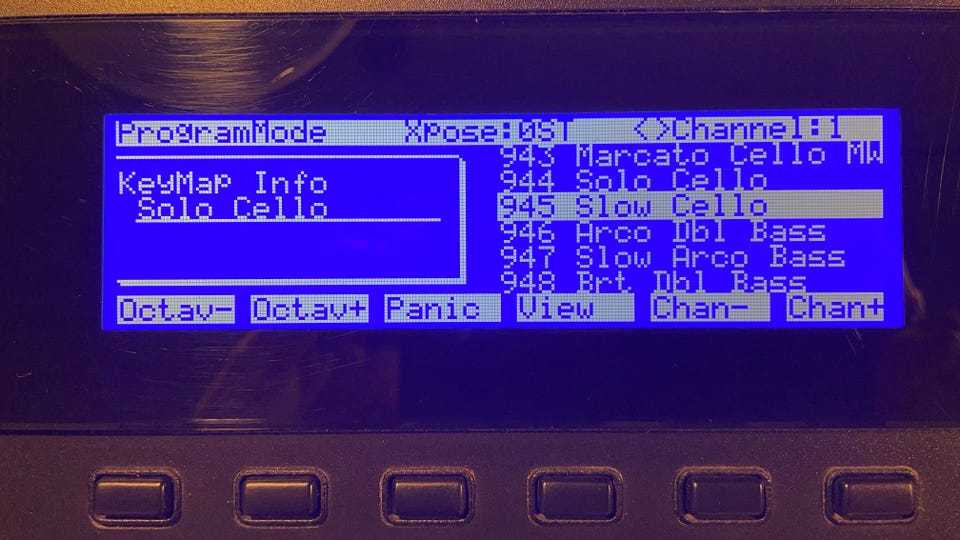 ProgramMode XPose:0ST <>Channel:1
KeyMap Info
Solo Cello
943 Marcato Cello MW
944 Solo Cello
945 Slow Cello
946 Arco Dbl Bass
947 Slow Arco Bass
948 Brt Dbl Bass
Octav- Octav+ Panic View Chan- Chan+